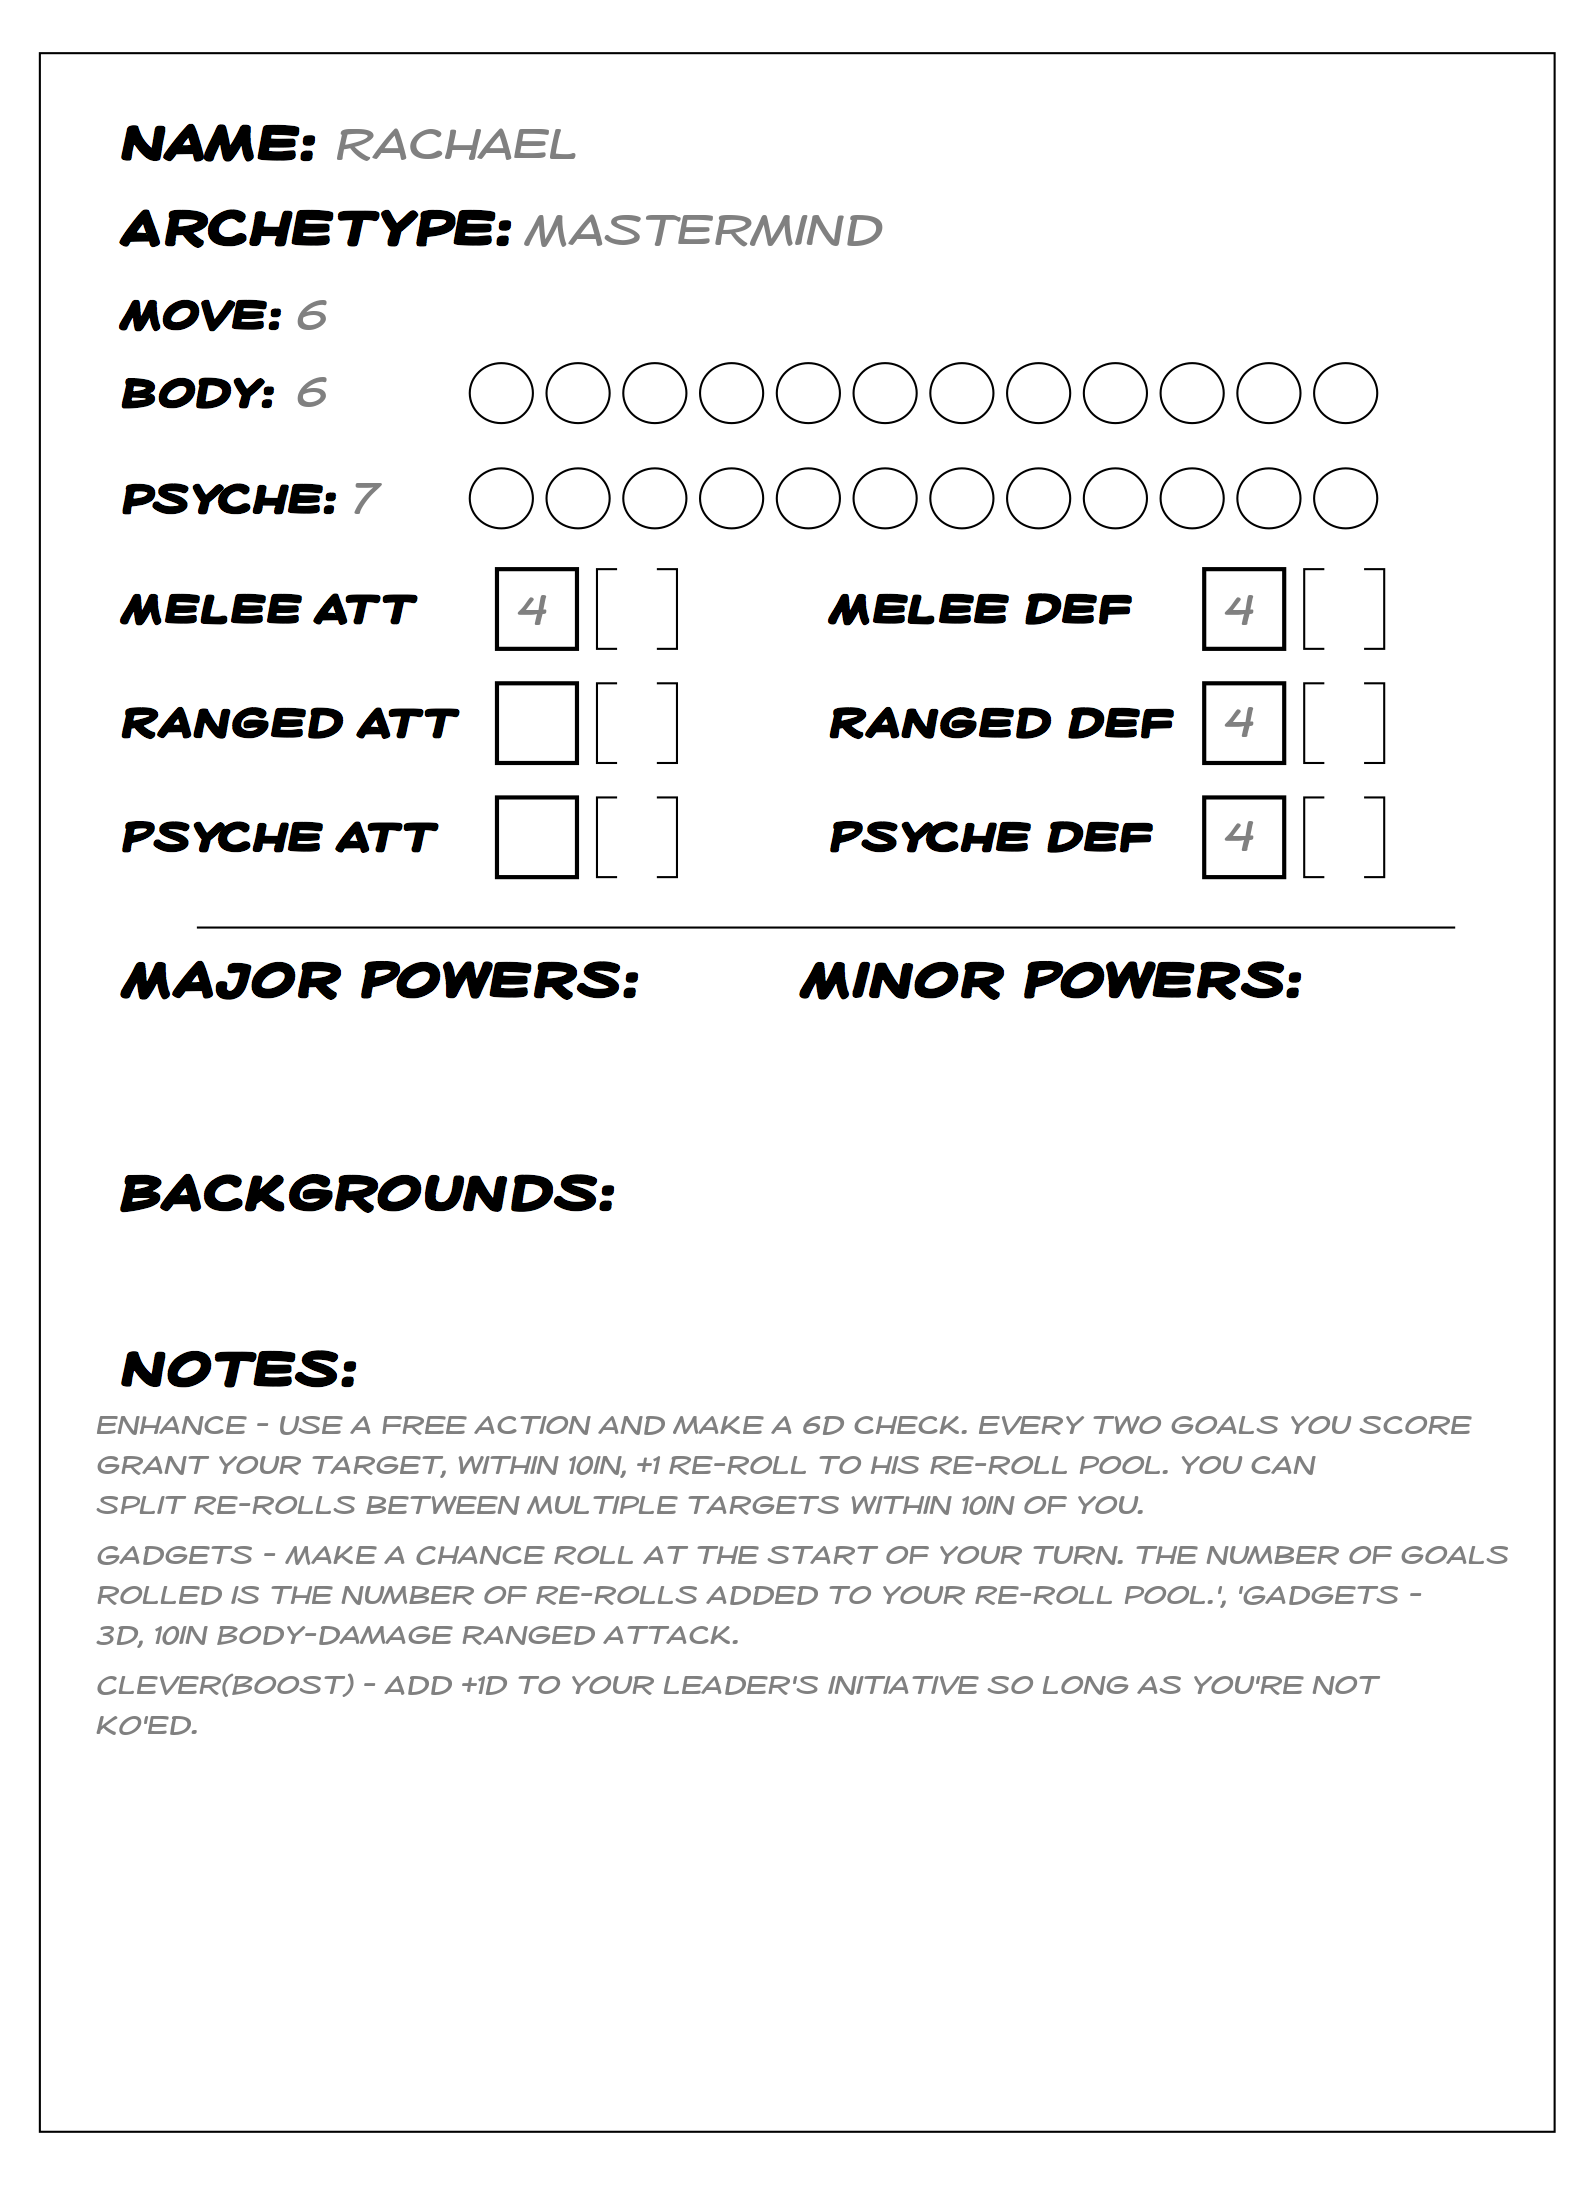 NAME: RACHAEL
ARCHETYPE: MASTERMIND
MOVE: 6
BODY: 6
PSYCHE: 7
MELEE ATT 4 MELEE DEF 4
RANGED ATT RANGED DEF 4
PSYCHE ATT PSYCHE DEF 4
MAJOR POWERS: MINOR POWERS:
BACKGROUNDS:
NOTES:
ENHANCE - USE A FREE ACTION AND MAKE A 6D CHECK. EVERY TWO GOALS YOU SCORE
GRANT YOUR TARGET, WITHIN 10IN, +1 RE-ROLL TO HIS RE-ROLL POOL. YOU CAN
SPLIT RE-ROLLS BETWEEN MULTIPLE TARGETS WITHIN 10IN OF YOU.
GADGETS - MAKE A CHANCE ROLL AT THE START OF YOUR TURN. THE NUMBER OF GOALS
ROLLED IS THE NUMBER OF RE-ROLLS ADDED TO YOUR RE-ROLL POOL.', 'GADGETS -
3D, 10IN BODY-DAMAGE RANGED ATTACK.
CLEVER(BOOST) - ADD +1D TO YOUR LEADER'S INITIATIVE SO LONG AS YOU'RE NOT
KO'ED.